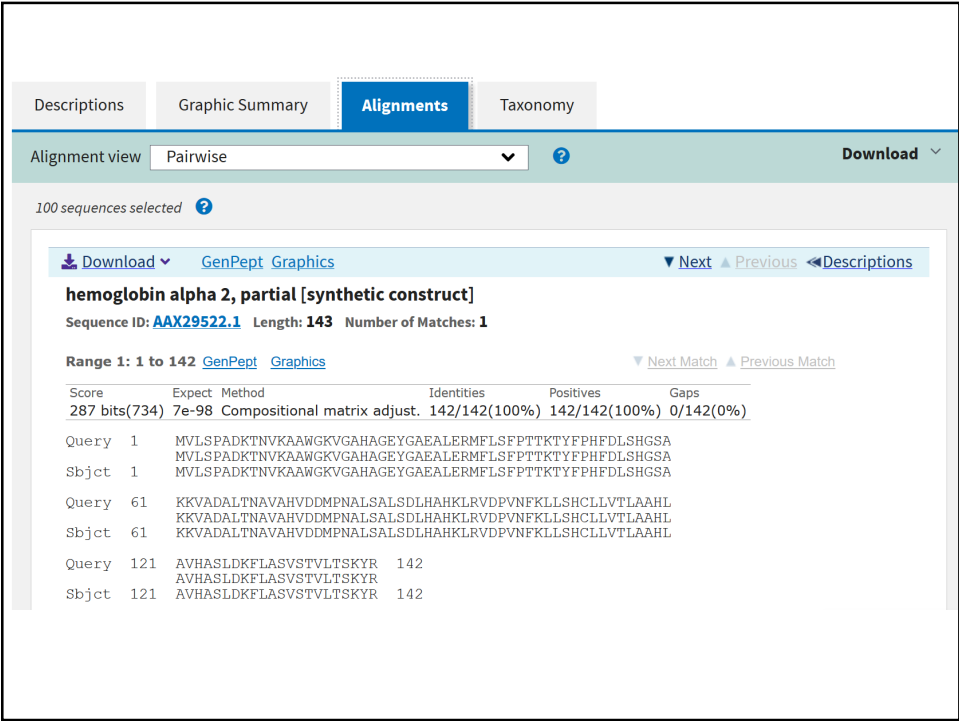 Descriptions Graphic Summary Alignments Taxonomy
Alignment view Pairwise ? Download
100 sequences selected ?
Download GenPept Graphics Next Previous Descriptions
hemoglobin alpha 2, partial [synthetic construct]
Sequence ID: AAX29522.1 Length: 143 Number of Matches: 1
Range 1: 1 to 142 GenPept Graphics Next Match Previous Match
Score Expect Method Identities Positives Gaps
287 bits(734) 7e-98 Compositional matrix adjust. 142/142(100%) 142/142(100%) 0/142(0%)
Query 1 MVLSPADKTNVKAAWGKVGAHAGEYGAEALERMFLSFPTTKTYFPHFDLSHGSA
MVLSPADKTNVKAAWGKVGAHAGEYGAEALERMFLSFPTTKTYFPHFDLSHGSA
Sbjct 1 MVLSPADKTNVKAAWGKVGAHAGEYGAEALERMFLSFPTTKTYFPHFDLSHGSA
Query 61 KKVADALTNAVAHVDDMPNALSALSDLHAHKLRVDPVNFKLLSHCLLVTLAAHL
KKVADALTNAVAHVDDMPNALSALSDLHAHKLRVDPVNFKLLSHCLLVTLAAHL
Sbjct 61 KKVADALTNAVAHVDDMPNALSALSDLHAHKLRVDPVNFKLLSHCLLVTLAAHL
Query 121 AVHASLDKFLASVSTVLTSKYR 142
AVHASLDKFLASVSTVLTSKYR
Sbjct 121 AVHASLDKFLASVSTVLTSKYR 142